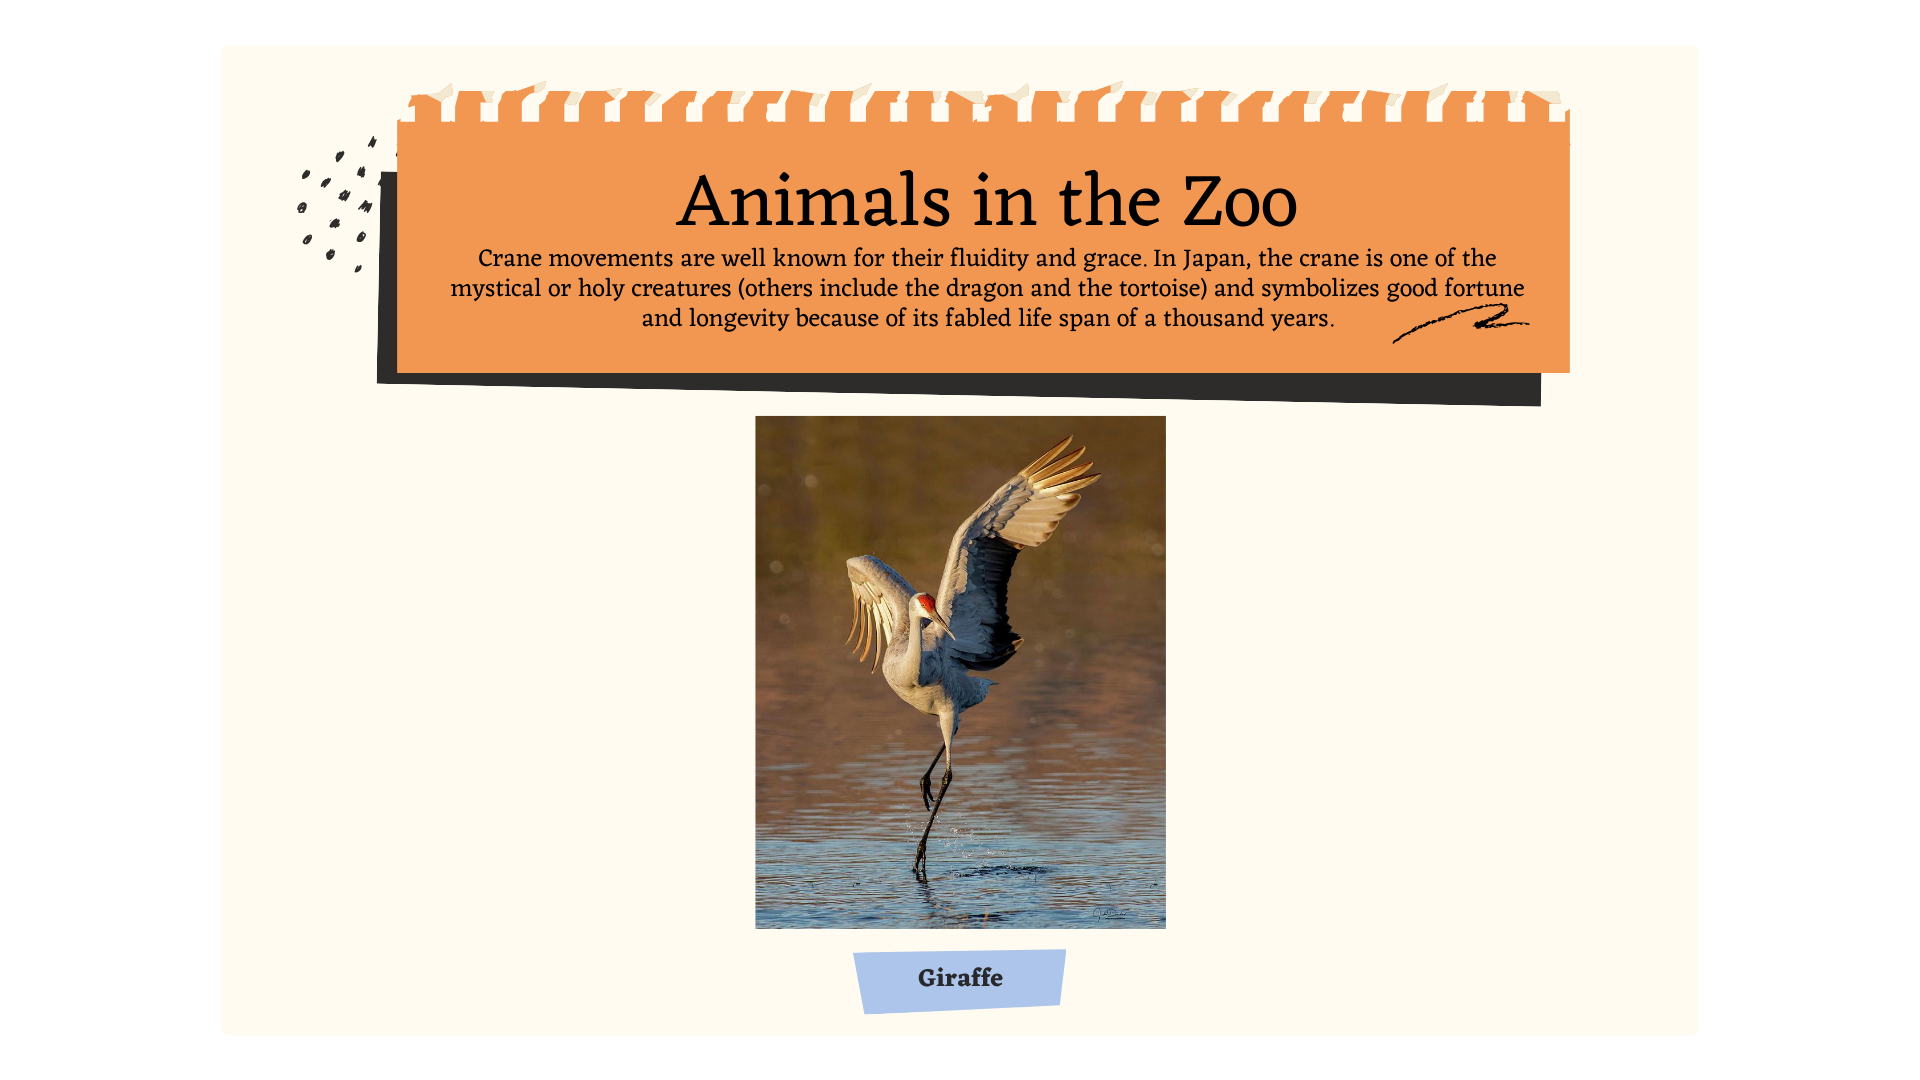 Animals in the Zoo
Crane movements are well known for their fluidity and grace. In Japan, the crane is one of the
mystical or holy creatures (others include the dragon and the tortoise) and symbolizes good fortune
and longevity because of its fabled life span of a thousand years.
Giraffe